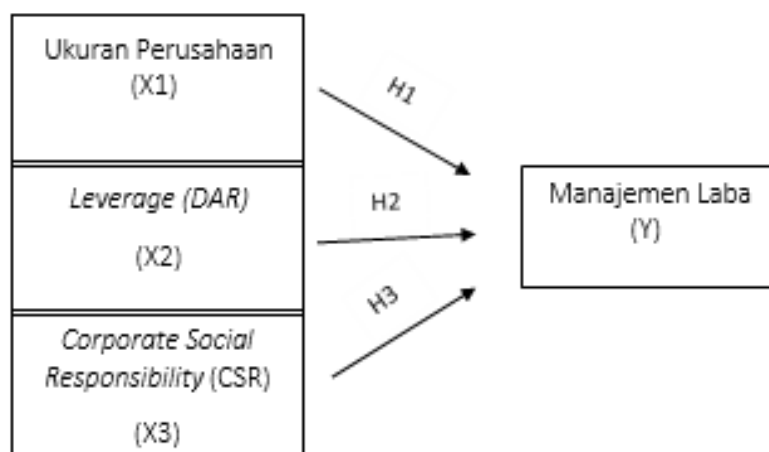 Ukuran Perusahaan
(X1)
Leverage (DAR)
(X2)
Corporate Social
Responsibility (CSR)
(X3)
H1
H2
H3
Manajemen Laba
(Y)